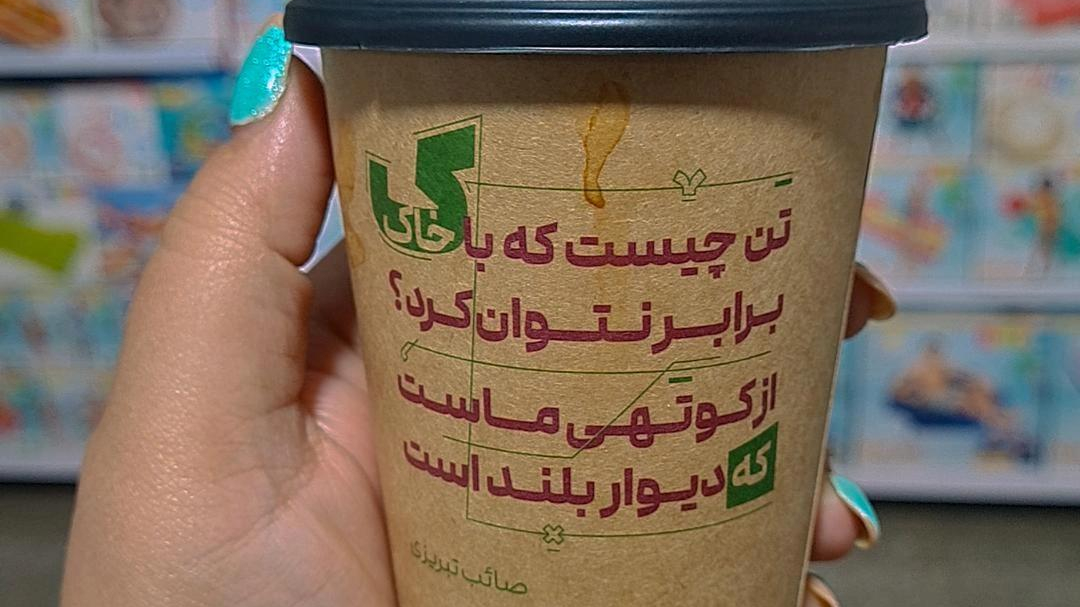 تن چیست که با خاک
برابر نتوان کرد؟
از کوتهی ماست
که دیوار بلند است
صائب تبریزی